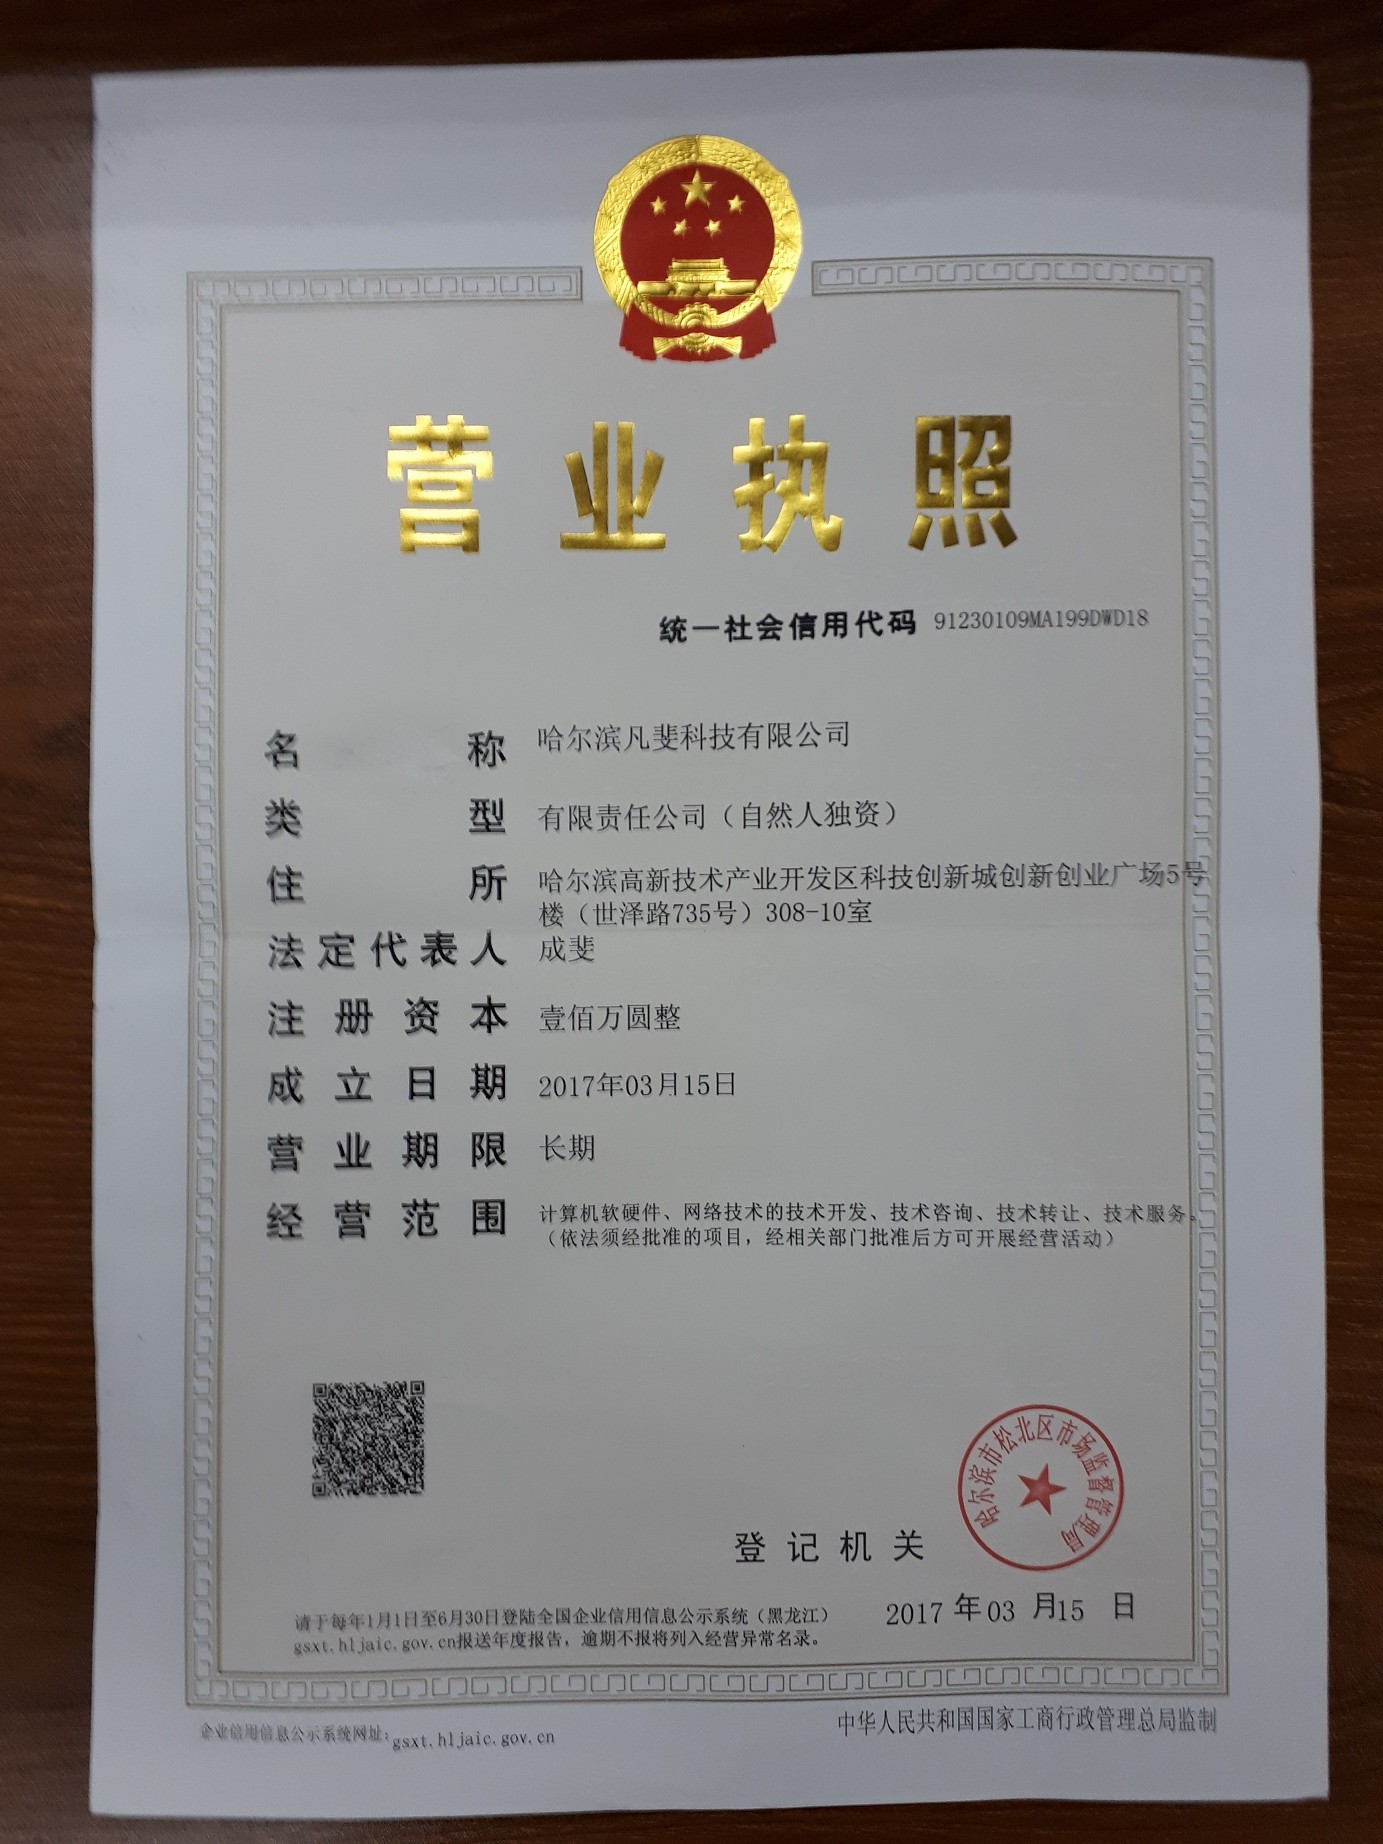 营业执照
统一社会信用代码 91230109MA199DWD18
名称 哈尔滨凡斐科技有限公司
类型 有限责任公司（自然人独资）
住所 哈尔滨高新技术产业开发区科技创新城创新创业广场5号
楼（世泽路735号）308-10室
法定代表人 成斐
注册资本 壹佰万圆整
成立日期 2017年03月15日
营业期限 长期
经营范围 计算机软硬件、网络技术的技术开发、技术咨询、技术转让、技术服务。
（依法须经批准的项目，经相关部门批准后方可开展经营活动）
哈尔滨市松北区市场监督管理局
登记机关
2017 年 03 月 15 日
请于每年1月1日至6月30日登陆全国企业信用信息公示系统（黑龙江）
gsxt.hljaic.gov.cn报送年度报告，逾期不报将列入经营异常名录。
企业信用信息公示系统网址：gsxt.hljaic.gov.cn
中华人民共和国国家工商行政管理总局监制